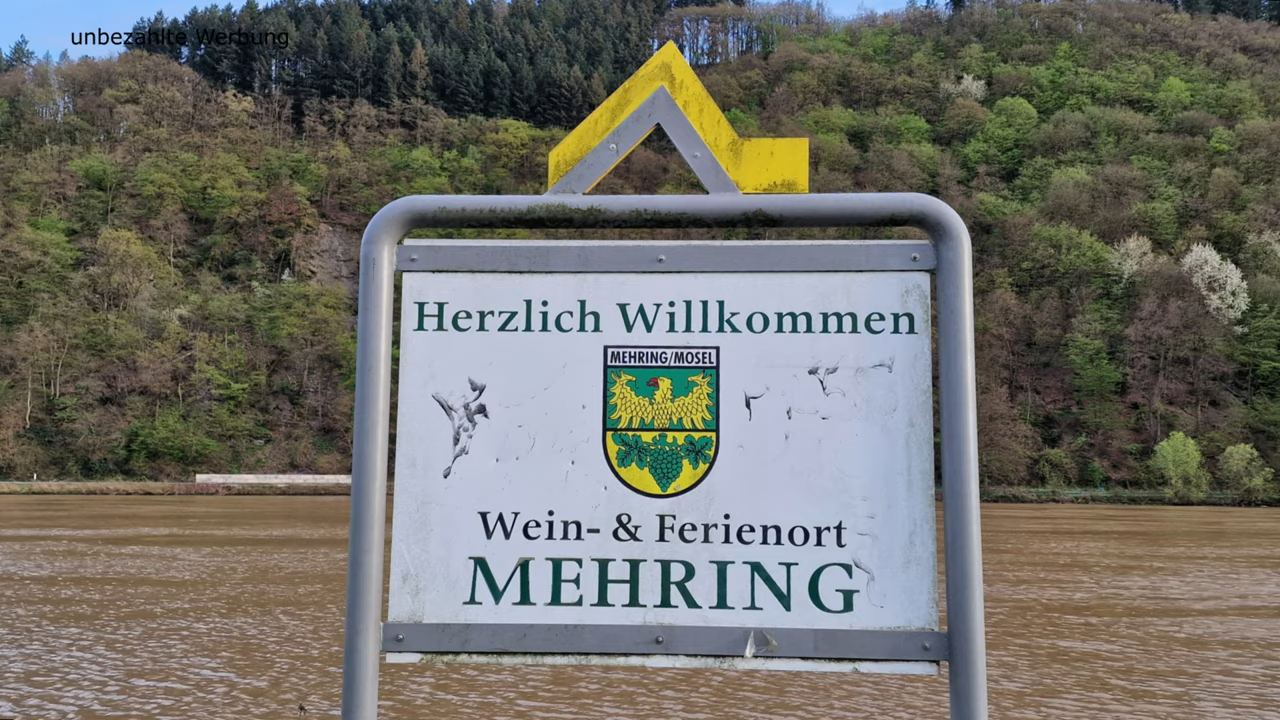 unbezahlte Werbung
Herzlich Willkommen
MEHRING/MOSEL
Wein- & Ferienort
MEHRING